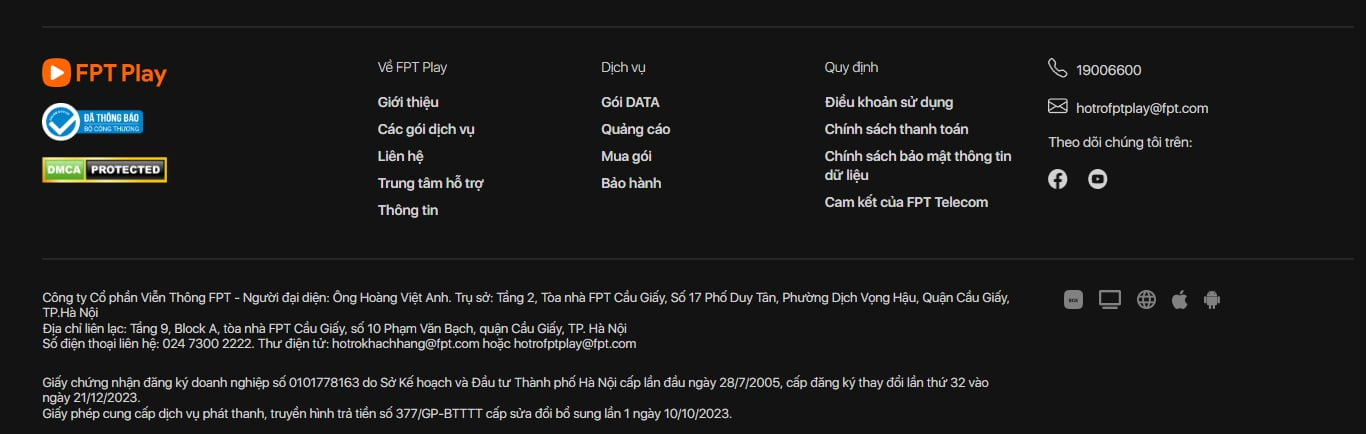 FPT Play
ĐÃ THÔNG BÁO
BỘ CÔNG THƯƠNG
DMCA PROTECTED
Về FPT Play
Giới thiệu
Các gói dịch vụ
Liên hệ
Trung tâm hỗ trợ
Thông tin
Dịch vụ
Gói DATA
Quảng cáo
Mua gói
Bảo hành
Quy định
Điều khoản sử dụng
Chính sách thanh toán
Chính sách bảo mật thông tin
dữ liệu
Cam kết của FPT Telecom
19006600
hotrofptplay@fpt.com
Theo dõi chúng tôi trên:
Công ty Cổ phần Viễn Thông FPT - Người đại diện: Ông Hoàng Việt Anh. Trụ sở: Tầng 2, Tòa nhà FPT Cầu Giấy, Số 17 Phố Duy Tân, Phường Dịch Vọng Hậu, Quận Cầu Giấy,
TP.Hà Nội
Địa chỉ liên lạc: Tầng 9, Block A, tòa nhà FPT Cầu Giấy, số 10 Phạm Văn Bạch, quận Cầu Giấy, TP. Hà Nội
Số điện thoại liên hệ: 024 7300 2222. Thư điện tử: hotrokhachhang@fpt.com hoặc hotrofptplay@fpt.com
Giấy chứng nhận đăng ký doanh nghiệp số 0101778163 do Sở Kế hoạch và Đầu tư Thành phố Hà Nội cấp lần đầu ngày 28/7/2005, cấp đăng ký thay đổi lần thứ 32 vào
ngày 21/12/2023.
Giấy phép cung cấp dịch vụ phát thanh, truyền hình trả tiền số 377/GP-BTTTT cấp sửa đổi bổ sung lần 1 ngày 10/10/2023.